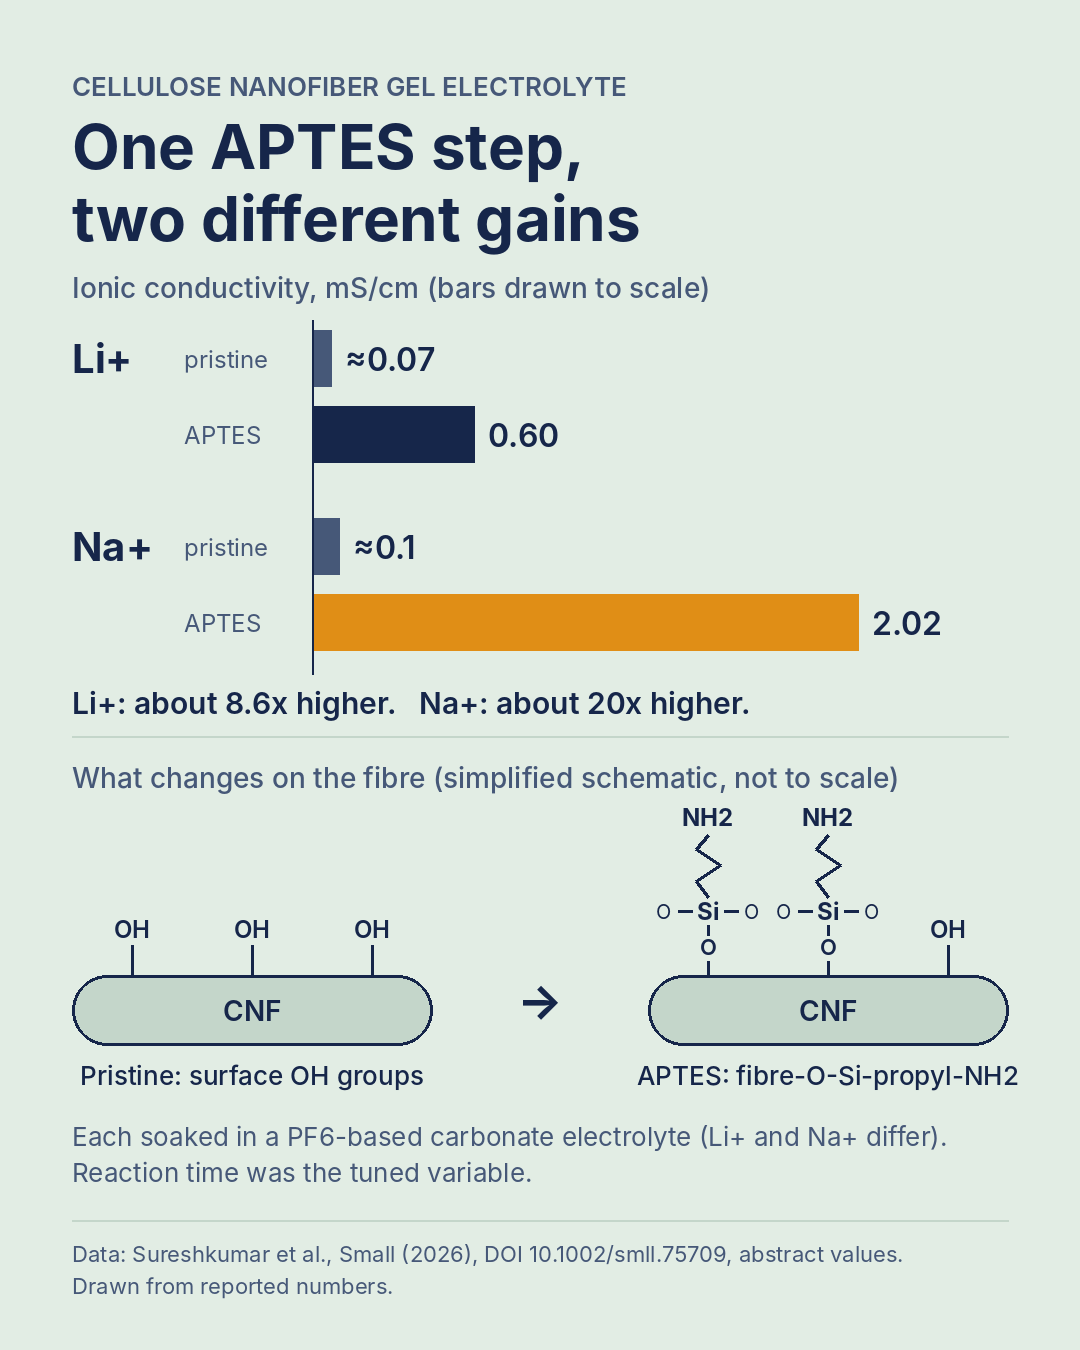 CELLULOSE NANOFIBER GEL ELECTROLYTE
One APTES step,
two different gains
Ionic conductivity, mS/cm (bars drawn to scale)
Li+ pristine ≈0.07
APTES 0.60
Na+ pristine ≈0.1
APTES 2.02
Li+: about 8.6x higher. Na+: about 20x higher.
What changes on the fibre (simplified schematic, not to scale)
NH2 NH2
O Si O O Si O
OH OH OH O O OH
CNF → CNF
Pristine: surface OH groups APTES: fibre-O-Si-propyl-NH2
Each soaked in a PF6-based carbonate electrolyte (Li+ and Na+ differ).
Reaction time was the tuned variable.
Data: Sureshkumar et al., Small (2026), DOI 10.1002/smll.75709, abstract values.
Drawn from reported numbers.